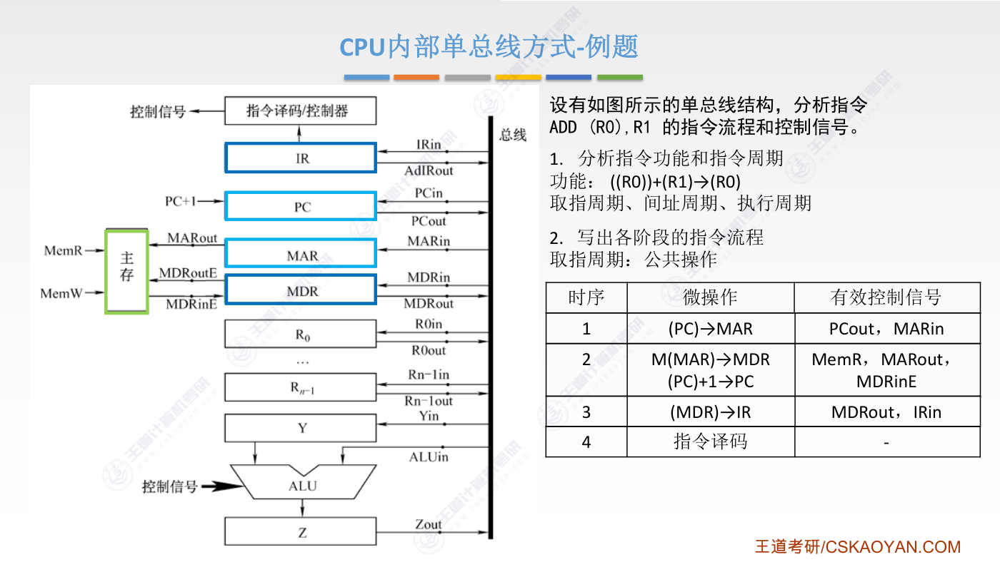 CPU内部单总线方式-例题
控制信号
指令译码/控制器
总线
IRin
IR
AdIRout
PC+1
PCin
PC
PCout
MemR
MemW
主
存
MARout
MARin
MAR
MDRoutE
MDRin
MDR
MDRinE
MDRout
R0in
R0
R0out
…
Rn-1in
Rn-1
Rn-1out
Yin
Y
ALUin
控制信号
ALU
Zout
Z
设有如图所示的单总线结构，分析指令
ADD (R0),R1 的指令流程和控制信号。
1. 分析指令功能和指令周期
功能： ((R0))+(R1)→(R0)
取指周期、间址周期、执行周期
2. 写出各阶段的指令流程
取指周期：公共操作
时序 微操作 有效控制信号
1 (PC)→MAR PCout，MARin
2 M(MAR)→MDR MemR，MARout，
(PC)+1→PC MDRinE
3 (MDR)→IR MDRout，IRin
4 指令译码 -
王道考研/CSKAOYAN.COM
王道计算机考研